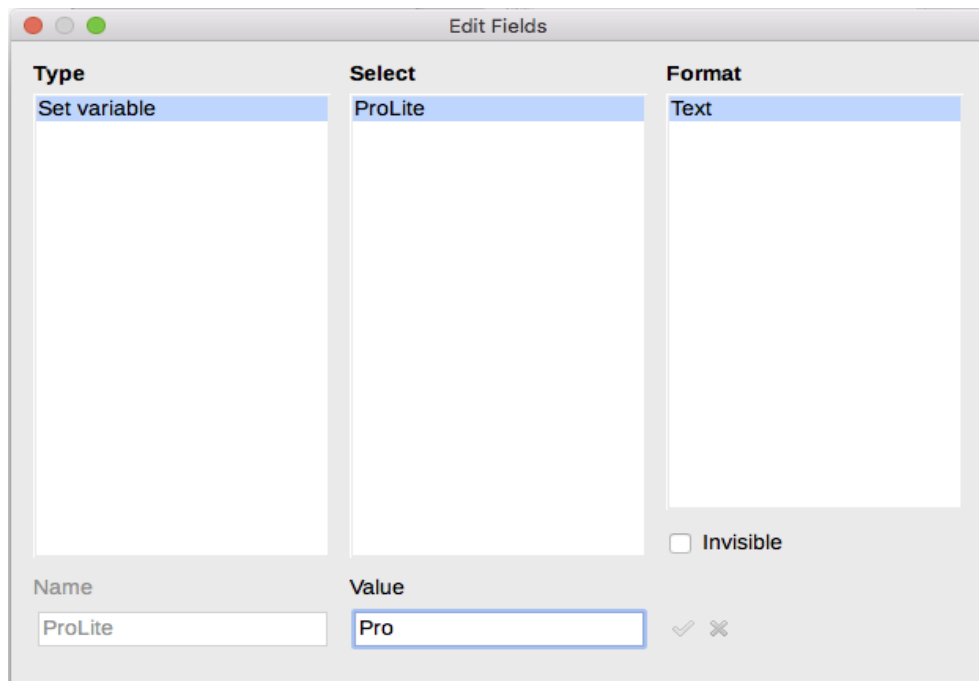 Edit Fields
Type
Select
Format
Set variable
ProLite
Text
Invisible
Name
Value
ProLite
Pro